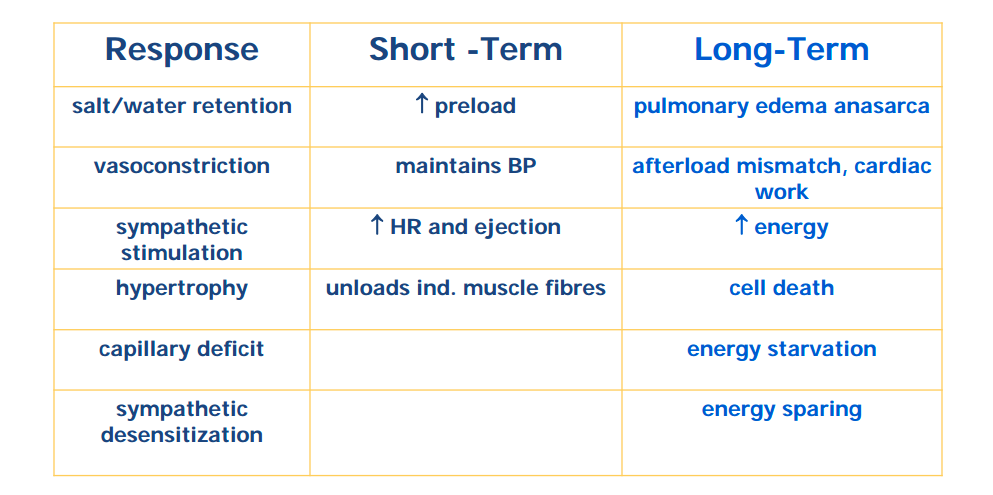 Response Short -Term Long-Term
salt/water retention ↑ preload pulmonary edema anasarca
vasoconstriction maintains BP afterload mismatch, cardiac
work
sympathetic ↑ HR and ejection ↑ energy
stimulation
hypertrophy unloads ind. muscle fibres cell death
capillary deficit energy starvation
sympathetic energy sparing
desensitization